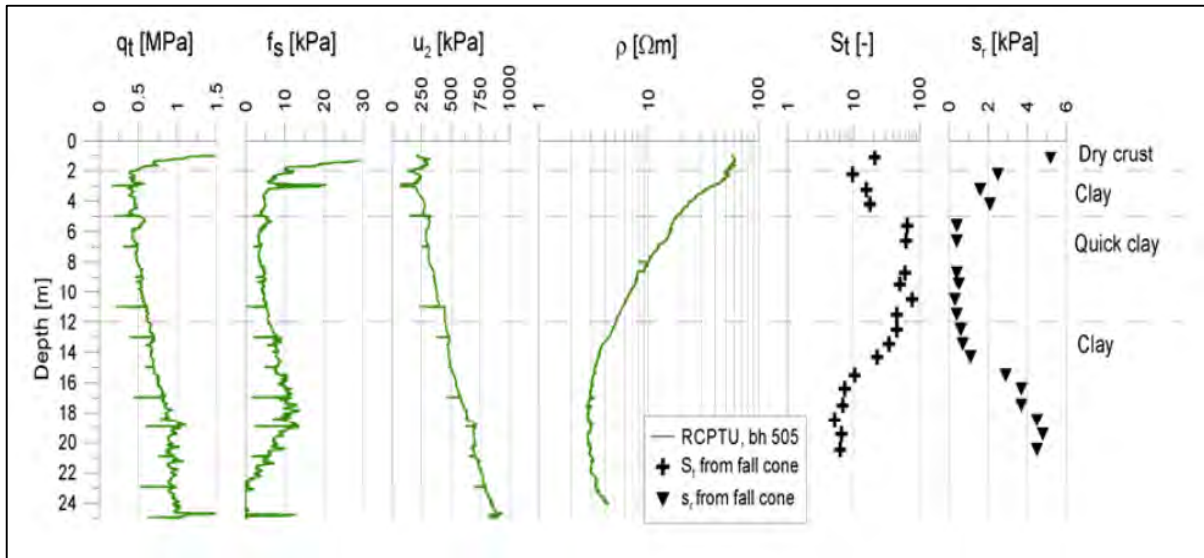 qt [MPa] fs [kPa] u2 [kPa] ρ [Ωm] St [-] sr [kPa]
0 0.5 1 1.5 0 10 20 30 0 250 500 750 1000 1 10 100 1 10 100 0 2 4 6
Depth [m]
0
2
4
6
8
10
12
14
16
18
20
22
24
Dry crust
Clay
Quick clay
Clay
RCPTU, bh 505
St from fall cone
sr from fall cone